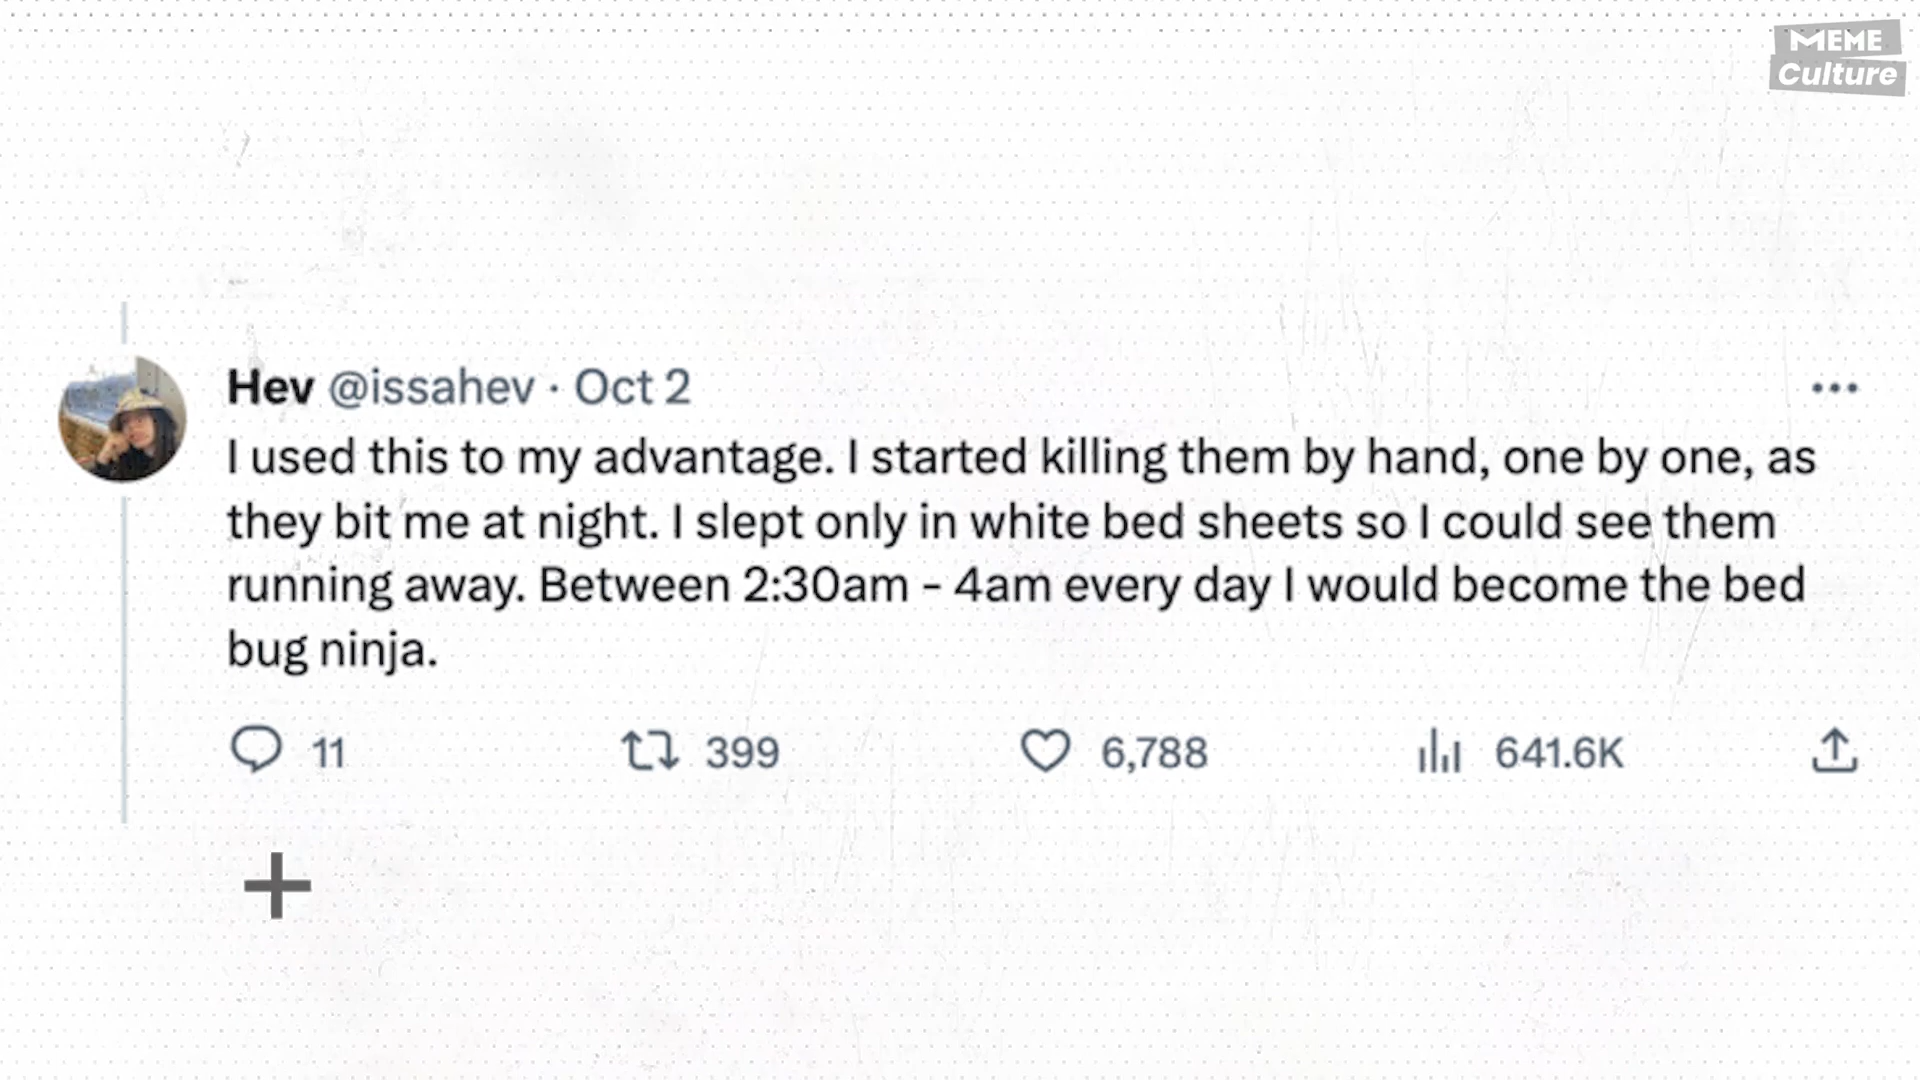 MEME
Culture
Hev @issahev · Oct 2
I used this to my advantage. I started killing them by hand, one by one, as
they bit me at night. I slept only in white bed sheets so I could see them
running away. Between 2:30am - 4am every day I would become the bed
bug ninja.
11 399 6,788 641.6K